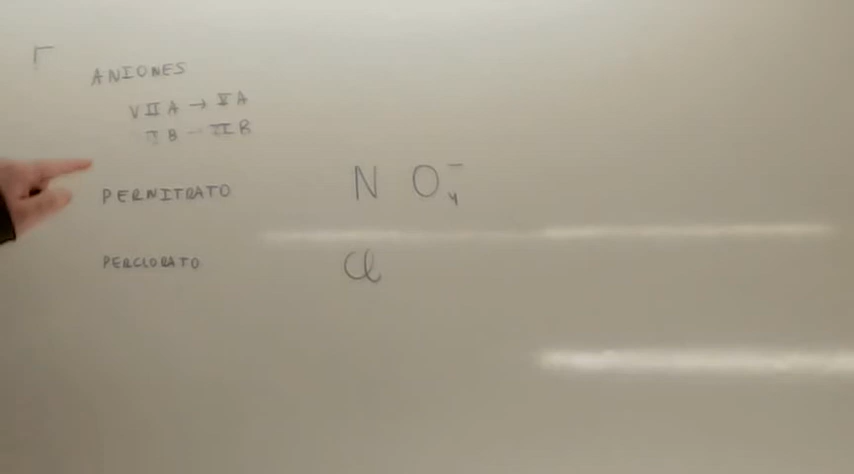 ANIONES
VII A → V A
I B - II B
PERNITRATO N O₄⁻
PERCLORATO Cl